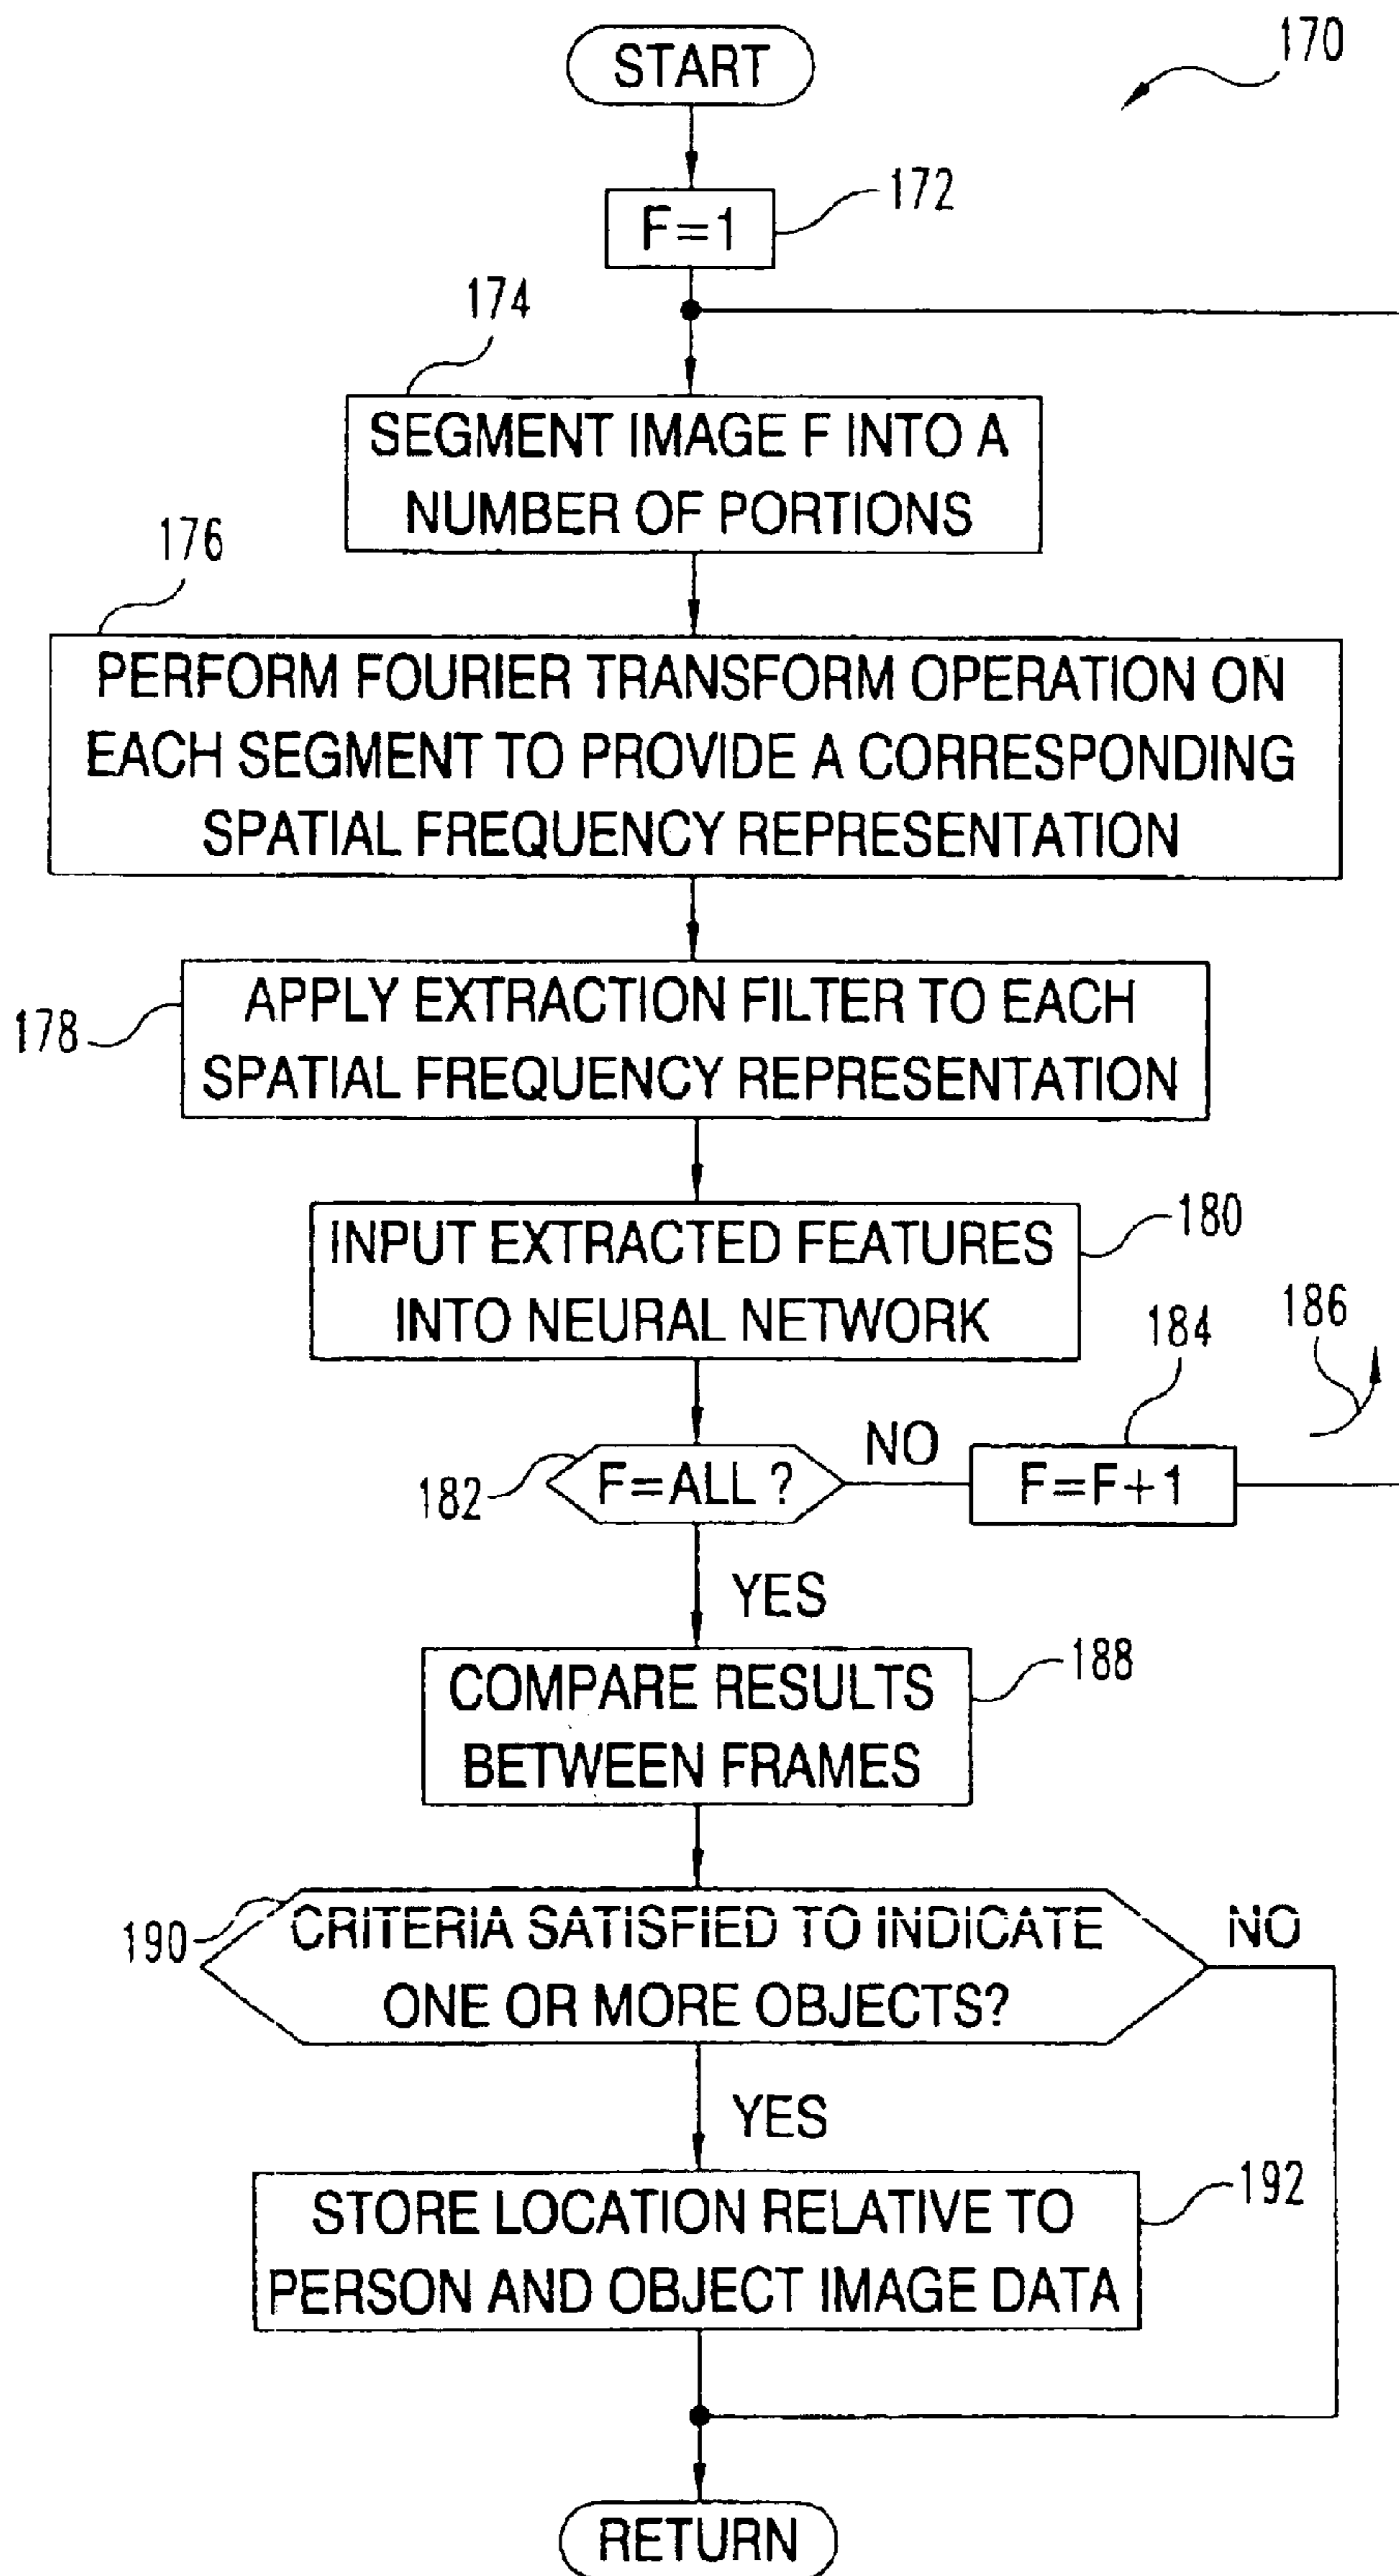 START
170
F=1
172
174
SEGMENT IMAGE F INTO A
NUMBER OF PORTIONS
176
PERFORM FOURIER TRANSFORM OPERATION ON
EACH SEGMENT TO PROVIDE A CORRESPONDING
SPATIAL FREQUENCY REPRESENTATION
178
APPLY EXTRACTION FILTER TO EACH
SPATIAL FREQUENCY REPRESENTATION
180
INPUT EXTRACTED FEATURES
INTO NEURAL NETWORK
182
F=ALL ?
NO
184
F=F+1
186
YES
188
COMPARE RESULTS
BETWEEN FRAMES
190
CRITERIA SATISFIED TO INDICATE
ONE OR MORE OBJECTS?
NO
YES
192
STORE LOCATION RELATIVE TO
PERSON AND OBJECT IMAGE DATA
RETURN